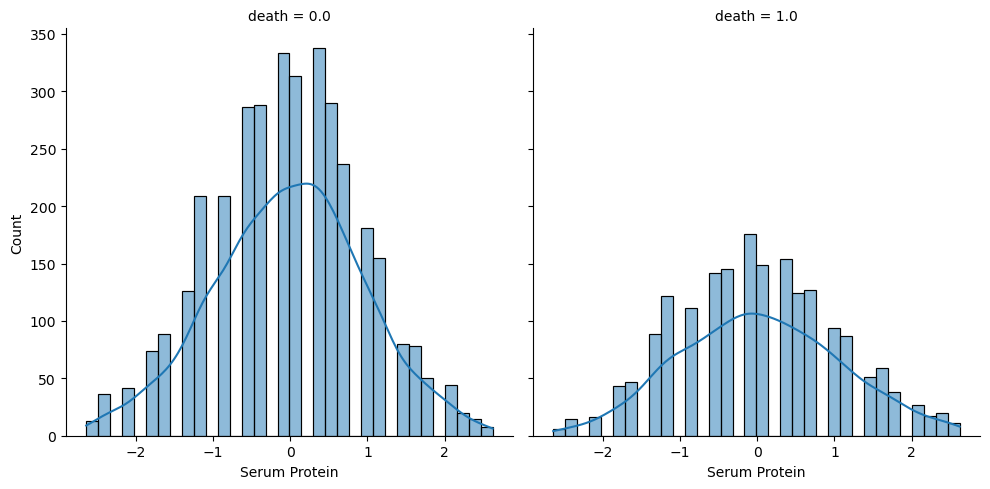 death = 0.0
death = 1.0
350
300
250
200
150
100
50
0
Count
−2 −1 0 1 2
Serum Protein
−2 −1 0 1 2
Serum Protein